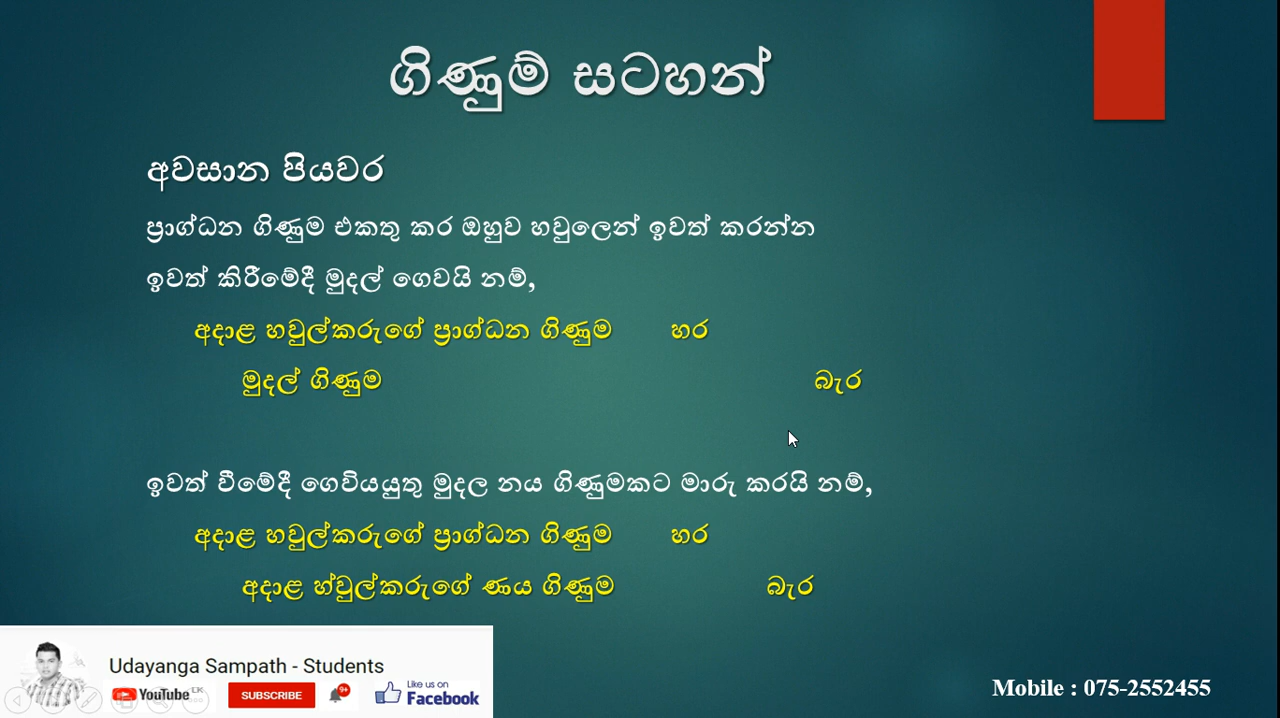 ගිණුම් සටහන්
අවසාන පියවර
ප්‍රාග්ධන ගිණුම එකතු කර ඔහුව හවුලෙන් ඉවත් කරන්න
ඉවත් කිරීමේදී මුදල් ගෙවයි නම්,
අදාළ හවුල්කරුගේ ප්‍රාග්ධන ගිණුම හර
මුදල් ගිණුම බැර
ඉවත් වීමේදී ගෙවියයුතු මුදල නය ගිණුමකට මාරු කරයි නම්,
අදාළ හවුල්කරුගේ ප්‍රාග්ධන ගිණුම හර
අදාළ හ්වුල්කරුගේ ණය ගිණුම බැර
Udayanga Sampath - Students
YouTube LK
SUBSCRIBE
9+
Like us on
Facebook
Mobile : 075-2552455